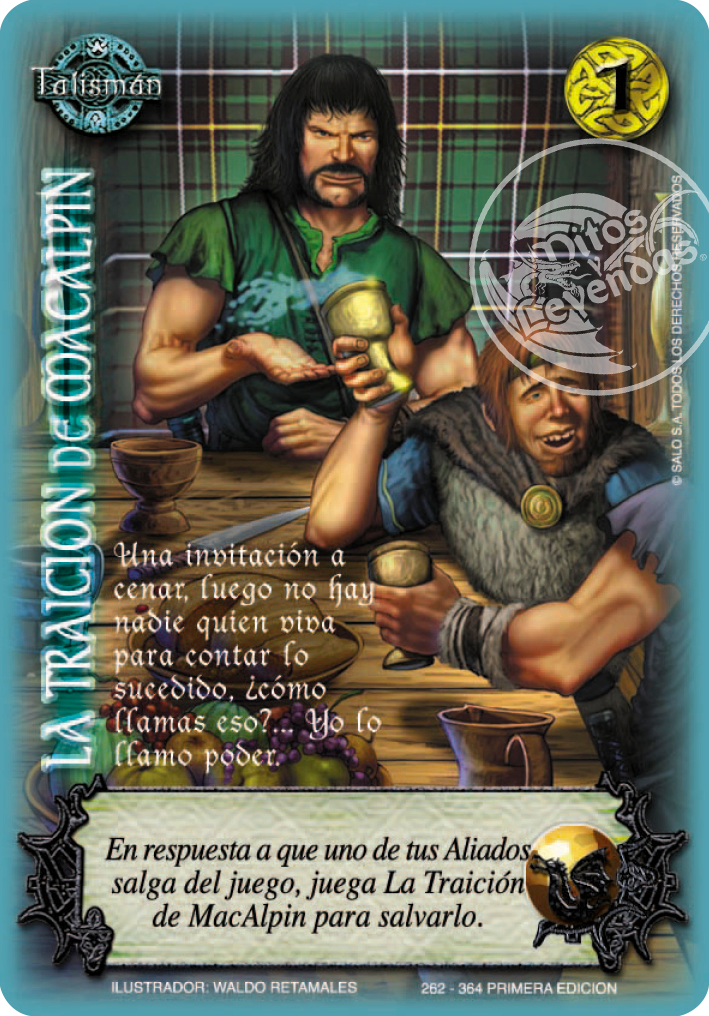 Talismán
1
LA TRAICION DE MACALPIN
Mitos
Leyendas
© SALO S.A. TODOS LOS DERECHOS RESERVADOS
Una invitación a
cenar, luego no hay
nadie quien viva
para contar lo
sucedido, ¿cómo
llamas eso?... Yo lo
llamo poder.
En respuesta a que uno de tus Aliados
salga del juego, juega La Traición
de MacAlpin para salvarlo.
ILUSTRADOR: WALDO RETAMALES 262 - 364 PRIMERA EDICION